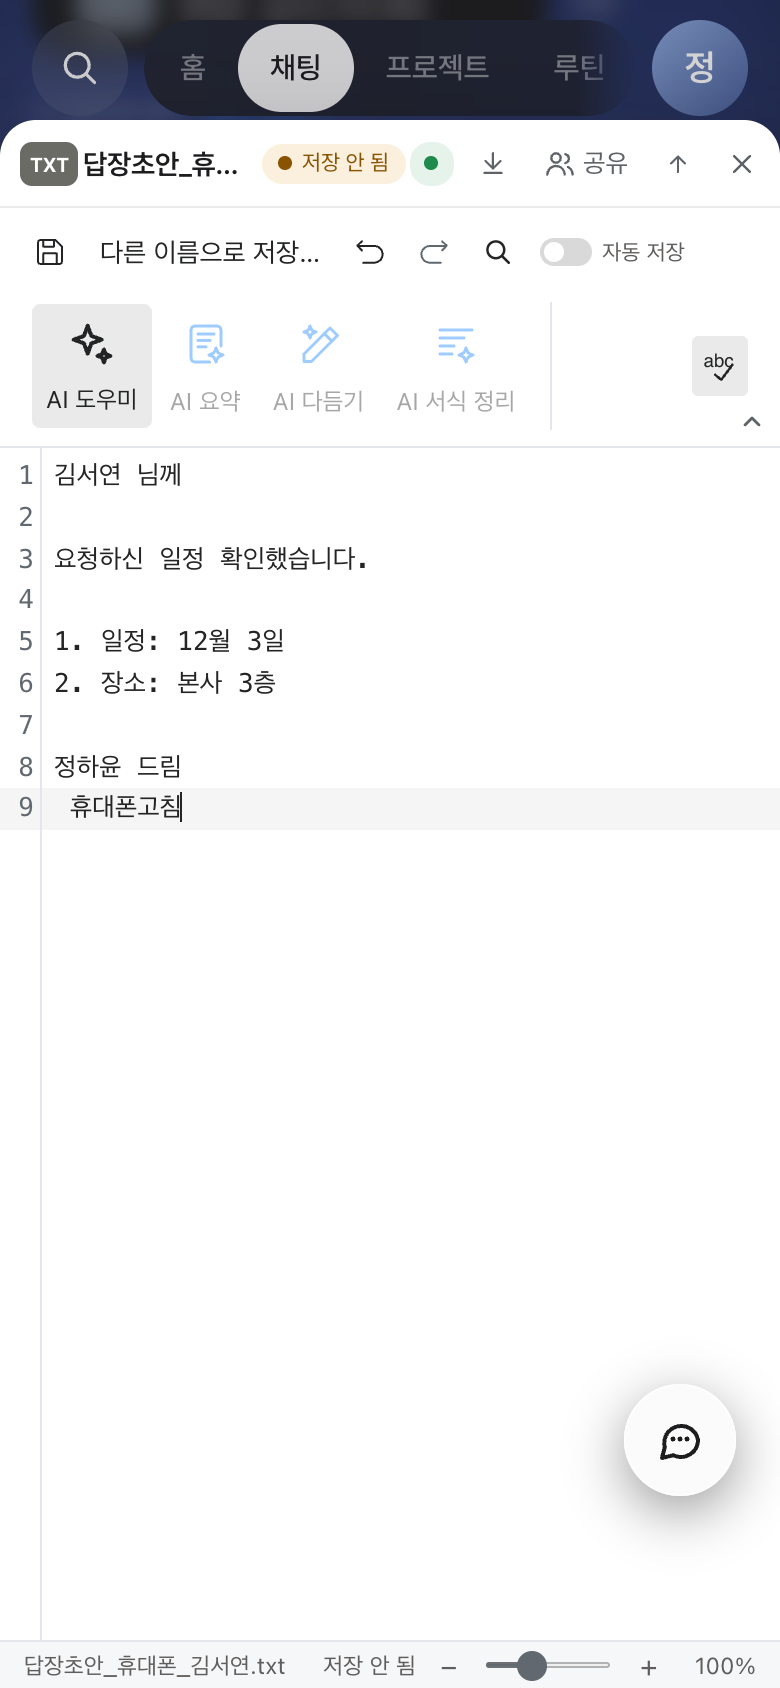 홈 채팅 프로젝트 루틴 정
TXT 답장초안_휴... 저장 안 됨 공유
다른 이름으로 저장... 자동 저장
AI 도우미 AI 요약 AI 다듬기 AI 서식 정리 abc
1 김서연 님께
2
3 요청하신 일정 확인했습니다.
4
5 1. 일정: 12월 3일
6 2. 장소: 본사 3층
7
8 정하윤 드림
9 휴대폰고침
답장초안_휴대폰_김서연.txt 저장 안 됨 − + 100%